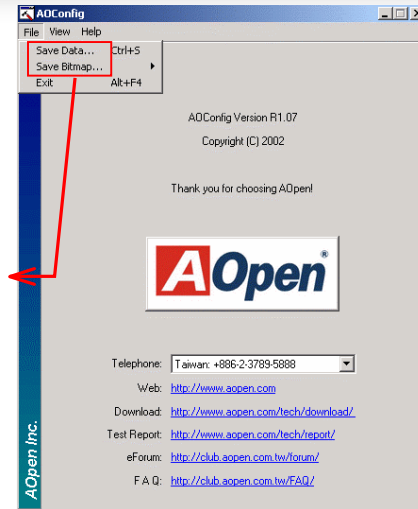 AOConfig
File View Help
Save Data... Ctrl+S
Save Bitmap...
Exit Alt+F4
AOConfig Version R1.07
Copyright (C) 2002
Thank you for choosing AOpen!
AOpen®
Telephone: Taiwan: +886-2-3789-5888
Web: http://www.aopen.com
Download: http://www.aopen.com/tech/download/
Test Report: http://www.aopen.com/tech/report/
eForum: http://club.aopen.com.tw/forum/
F A Q: http://club.aopen.com.tw/FAQ/
AOpen Inc.